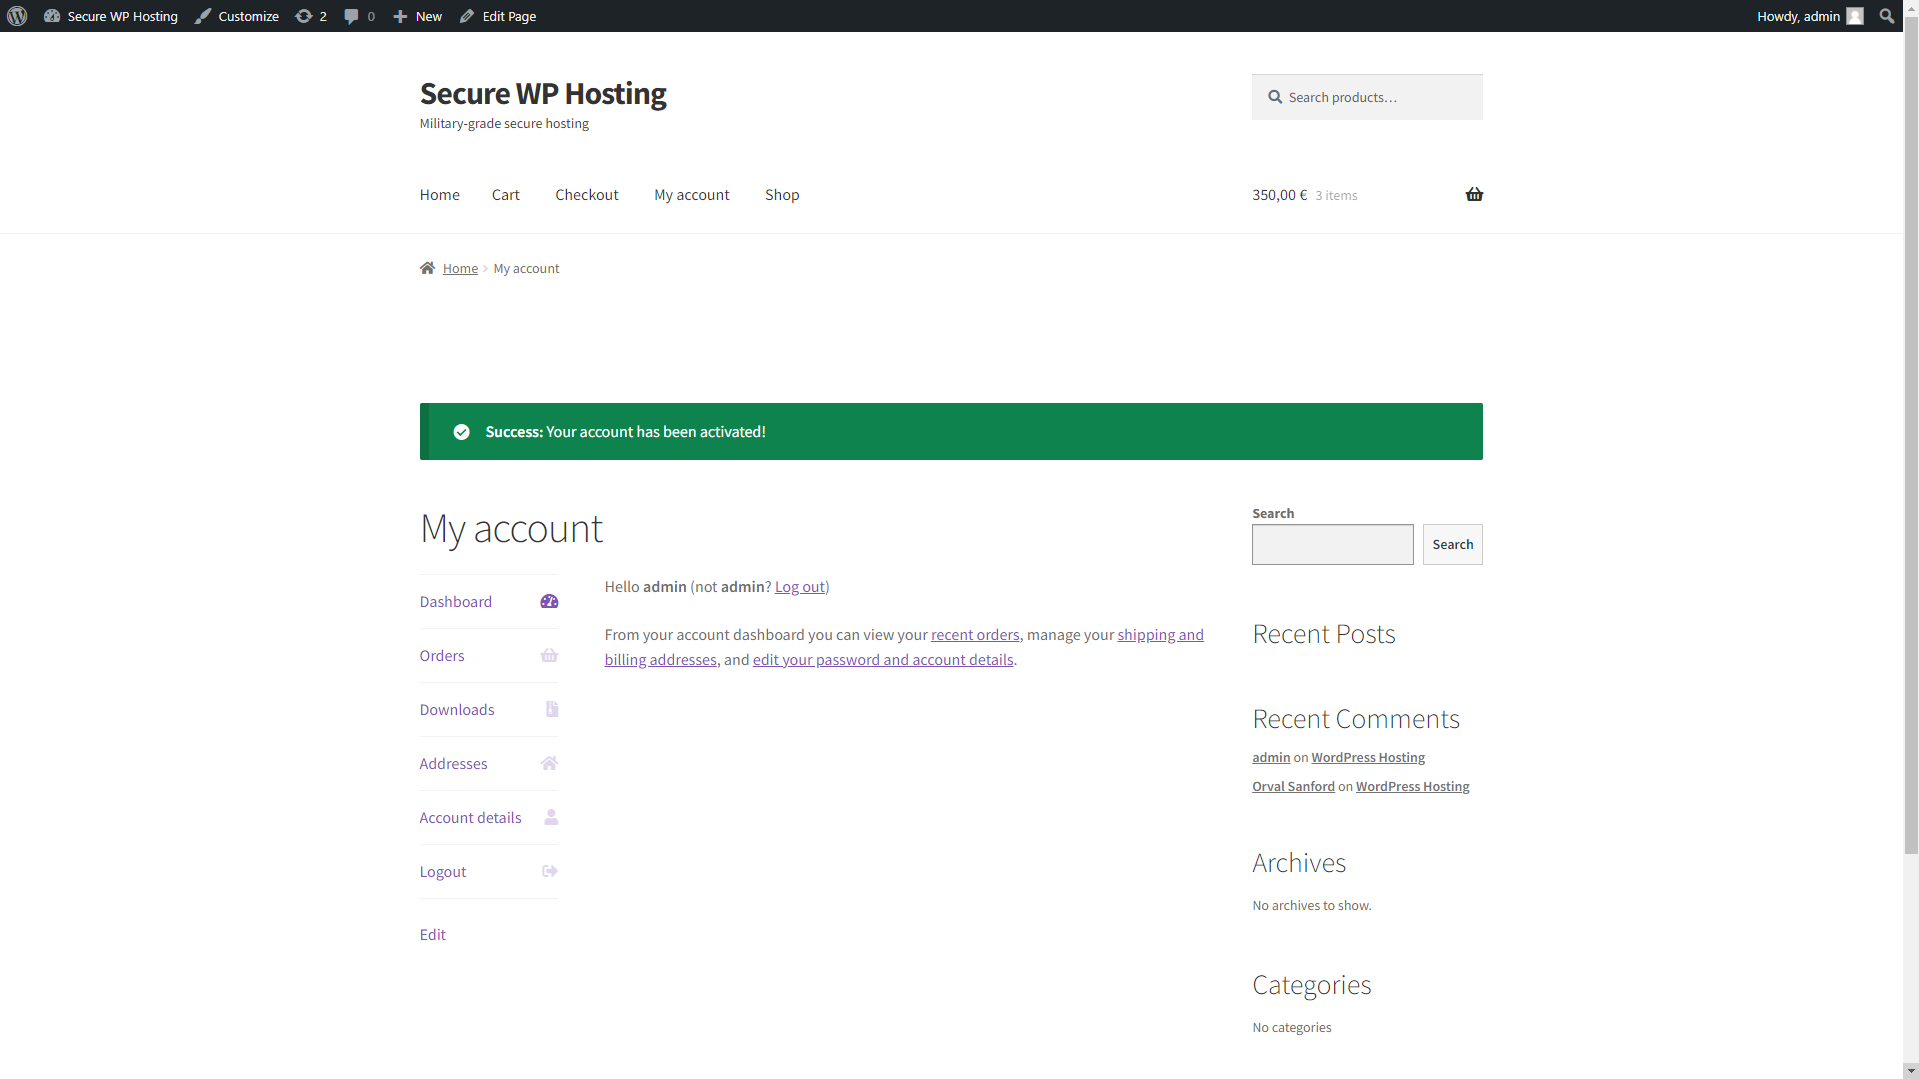 Secure WP Hosting
Customize
2
0
New
Edit Page
Howdy, admin
Secure WP Hosting
Military-grade secure hosting
Search products…
Home
Cart
Checkout
My account
Shop
350,00 €
3 items
Home
My account
Success: Your account has been activated!
My account
Dashboard
Orders
Downloads
Addresses
Account details
Logout
Edit
Hello admin (not admin? Log out)
From your account dashboard you can view your recent orders, manage your shipping and
billing addresses, and edit your password and account details.
Search
Search
Recent Posts
Recent Comments
admin on WordPress Hosting
Orval Sanford on WordPress Hosting
Archives
No archives to show.
Categories
No categories